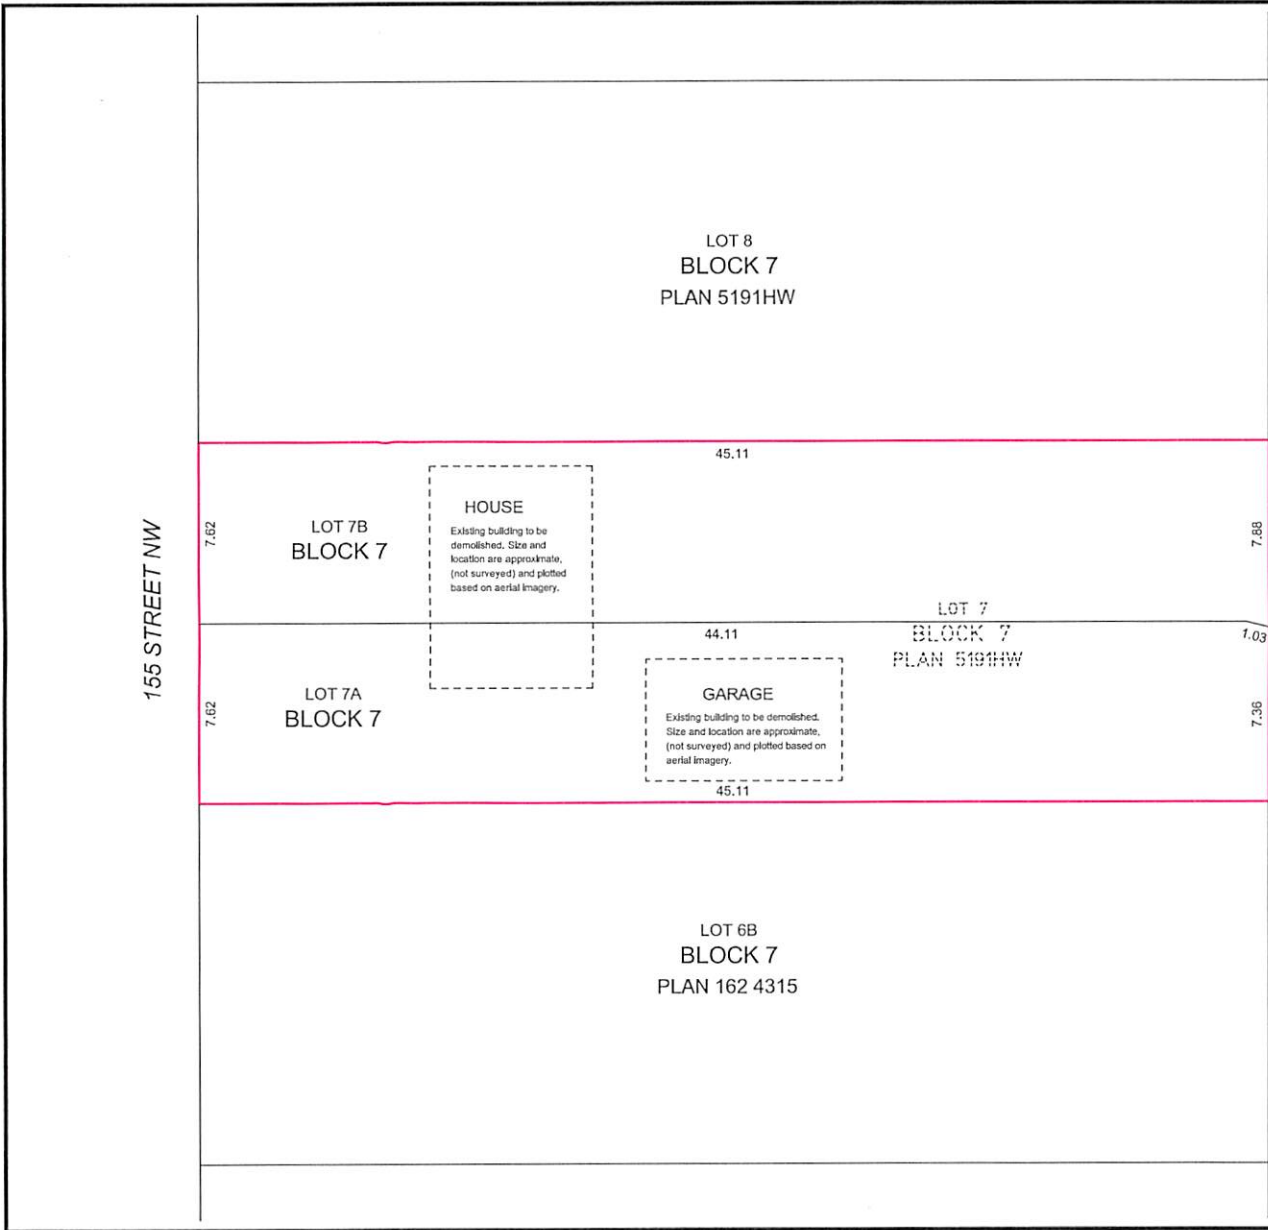 LOT 8
BLOCK 7
PLAN 5191HW
45.11
7.62
LOT 7B
BLOCK 7
HOUSE
Existing building to be
demolished. Size and
location are approximate,
(not surveyed) and plotted
based on aerial imagery.
7.88
155 STREET NW
44.11
LOT 7
BLOCK 7
PLAN 5191HW
1.03
7.62
LOT 7A
BLOCK 7
GARAGE
Existing building to be demolished.
Size and location are approximate,
(not surveyed) and plotted based on
aerial imagery.
7.36
45.11
LOT 6B
BLOCK 7
PLAN 162 4315